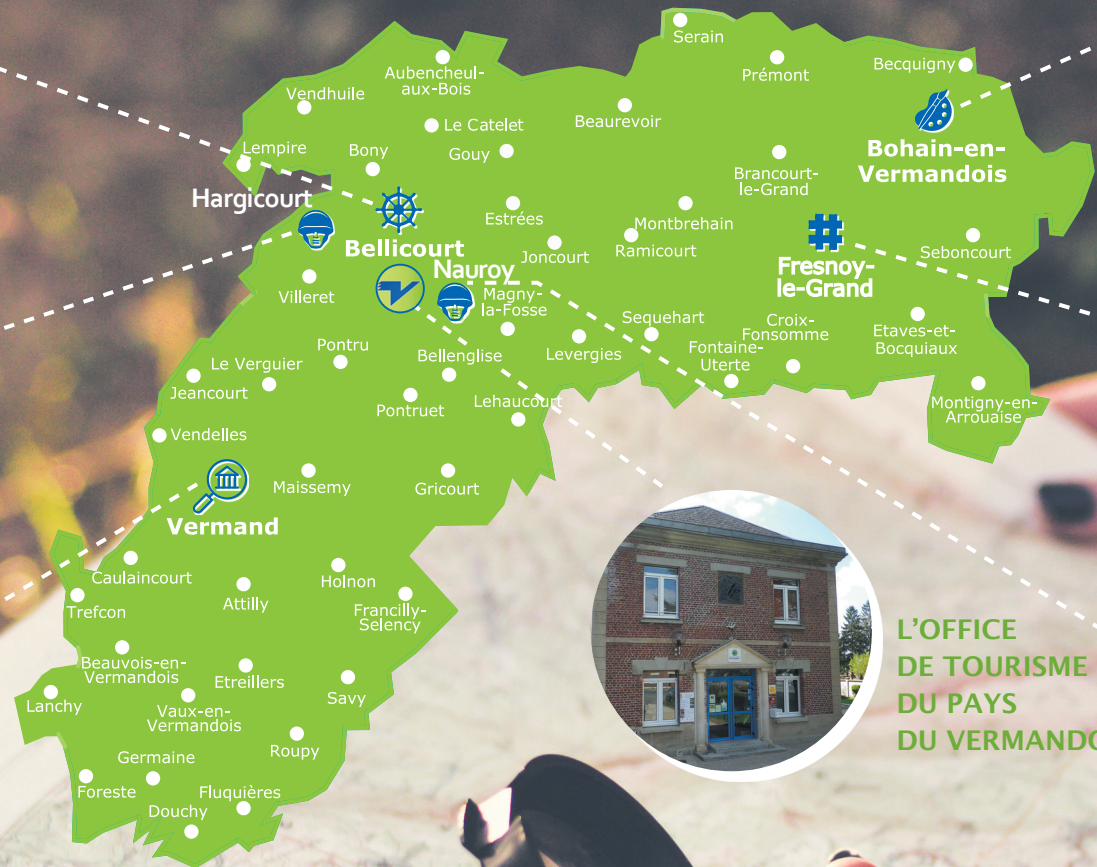 Serain
Prémont
Becquigny
Aubencheul-
aux-Bois
Vendhuile
Le Catelet
Beaurevoir
Bohain-en-
Vermandois
Lempire
Bony
Gouy
Brancourt-
le-Grand
Hargicourt
Estrées
Montbrehain
Bellicourt
Joncourt
Ramicourt
Seboncourt
Nauroy
Fresnoy-
le-Grand
Villeret
Magny-
la-Fosse
Sequehart
Croix-
Fonsomme
Etaves-et-
Bocquiaux
Pontru
Bellenglise
Levergies
Fontaine-
Uterte
Le Verguier
Jeancourt
Pontruet
Lehaucourt
Montigny-en-
Arrouaise
Vendelles
Maissemy
Gricourt
Vermand
Caulaincourt
Holnon
Trefcon
Attilly
Francilly-
Selency
Beauvois-en-
Vermandois
Etreillers
Savy
Lanchy
Vaux-en-
Vermandois
Roupy
Germaine
Foreste
Fluquières
Douchy
L'OFFICE
DE TOURISME
DU PAYS
DU VERMANDO